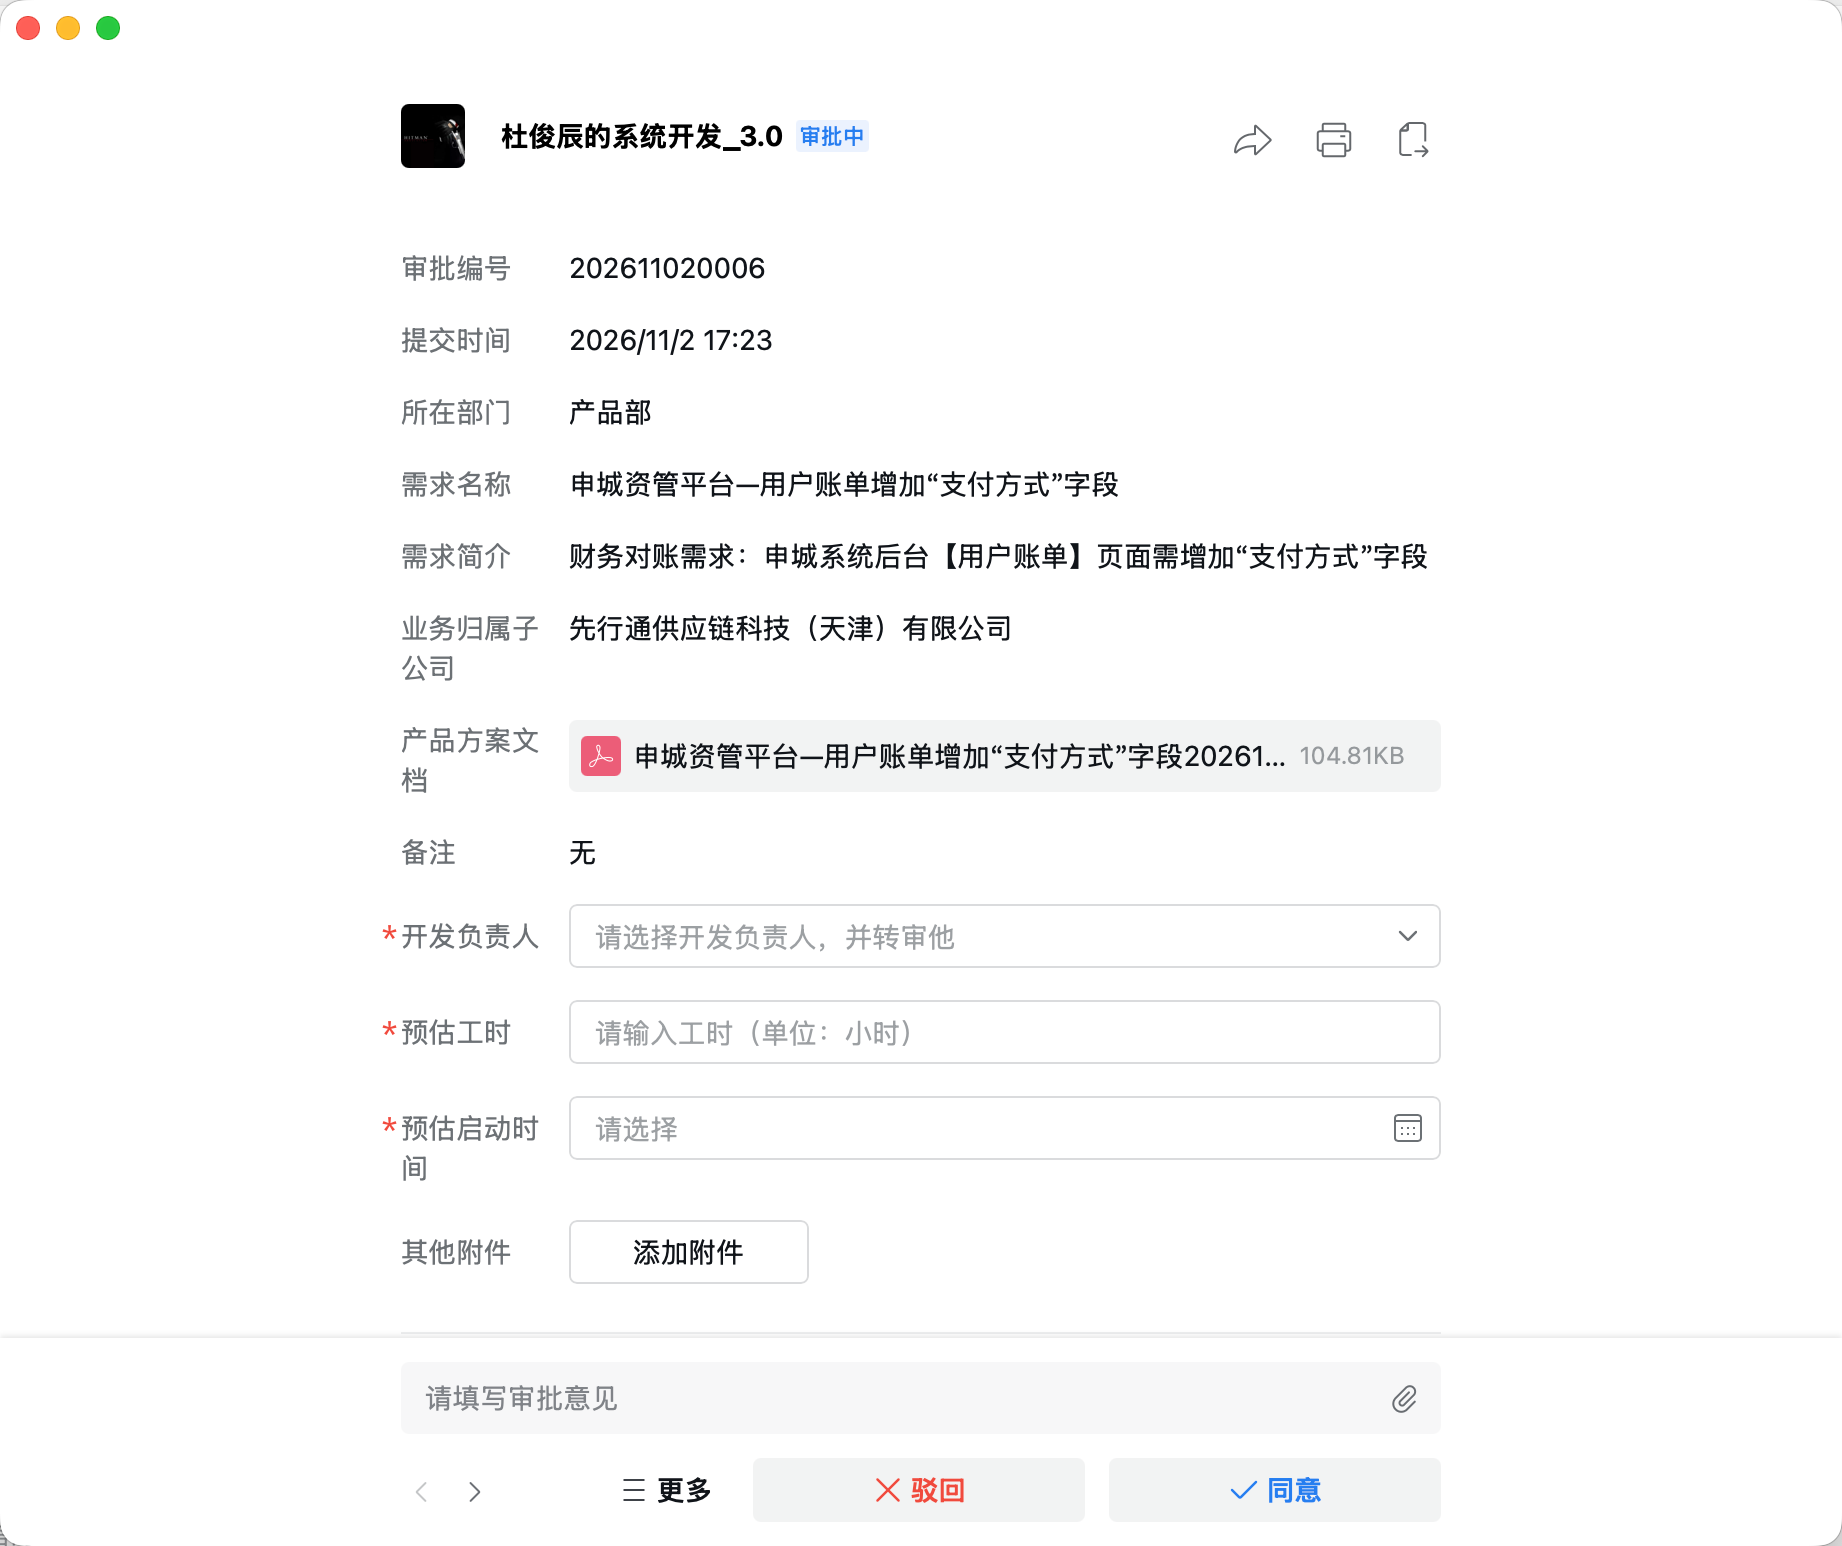 HITMAN
杜俊辰的系统开发_3.0 审批中
审批编号 202611020006
提交时间 2026/11/2 17:23
所在部门 产品部
需求名称 申城资管平台—用户账单增加“支付方式”字段
需求简介 财务对账需求：申城系统后台【用户账单】页面需增加“支付方式”字段
业务归属子公司 先行通供应链科技（天津）有限公司
产品方案文档 申城资管平台—用户账单增加“支付方式”字段20261... 104.81KB
备注 无
*开发负责人 请选择开发负责人，并转审他
*预估工时 请输入工时（单位：小时）
*预估启动时间 请选择
其他附件 添加附件
请填写审批意见
更多 驳回 同意